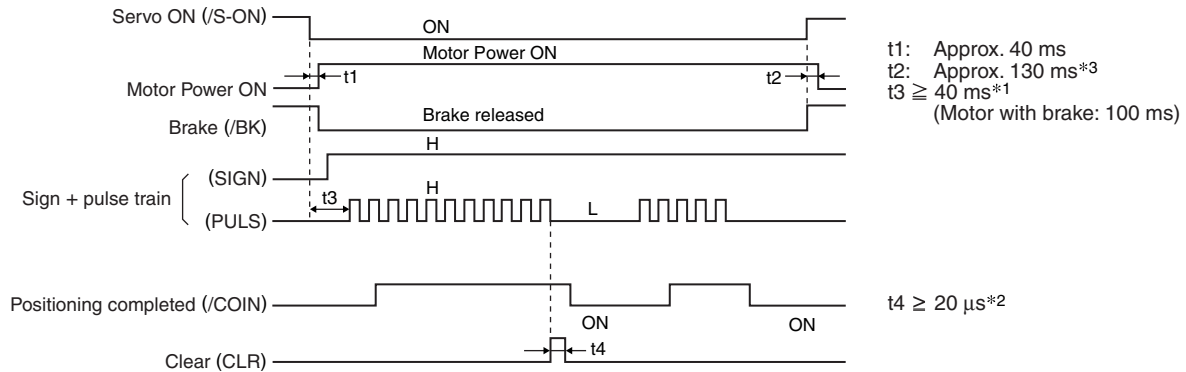 Servo ON (/S-ON)
ON
Motor Power ON
t1
t2
Motor Power ON
Brake (/BK)
Brake released
H
(SIGN)
Sign + pulse train
t3
H
(PULS)
L
Positioning completed (/COIN)
ON
ON
Clear (CLR)
t4
t1: Approx. 40 ms
t2: Approx. 130 ms*3
t3 ≧ 40 ms*1
(Motor with brake: 100 ms)
t4 ≧ 20 µs*2